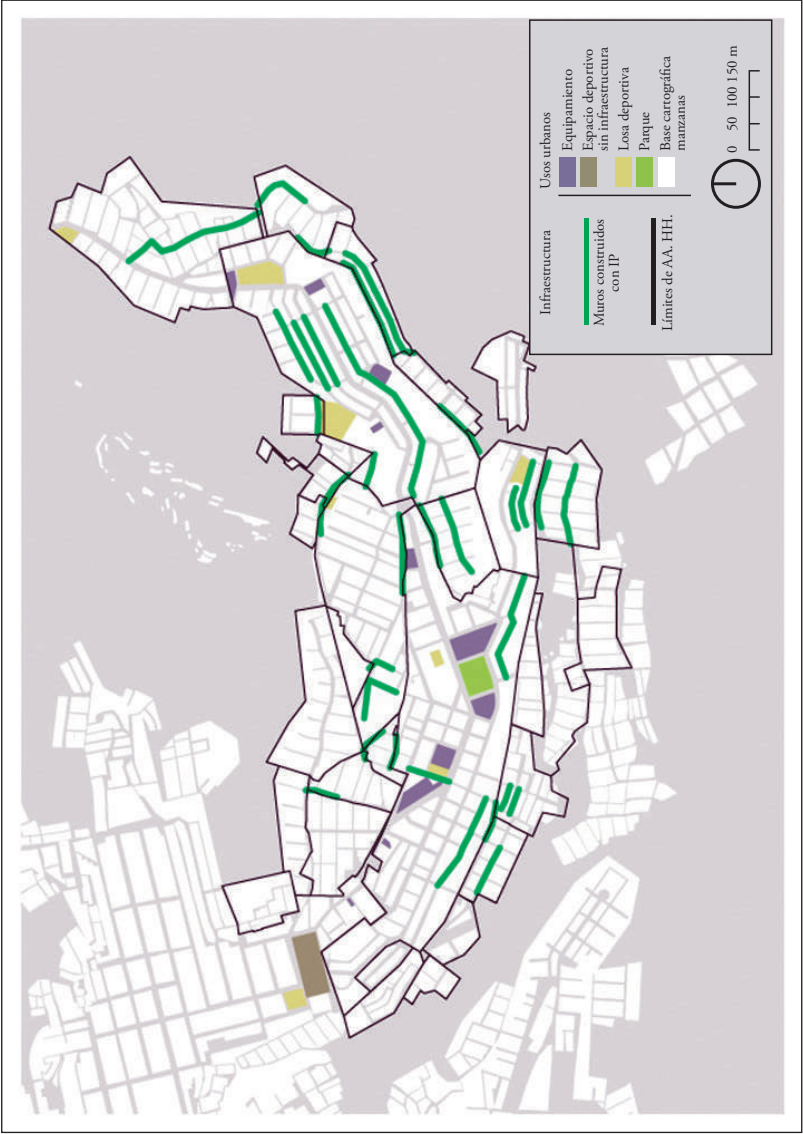 Infraestructura
Muros construidos
con IP
Límites de AA. HH.
Usos urbanos
Equipamiento
Espacio deportivo
sin infraestructura
Losa deportiva
Parque
Base cartográfica
manzanas
0 50 100 150 m